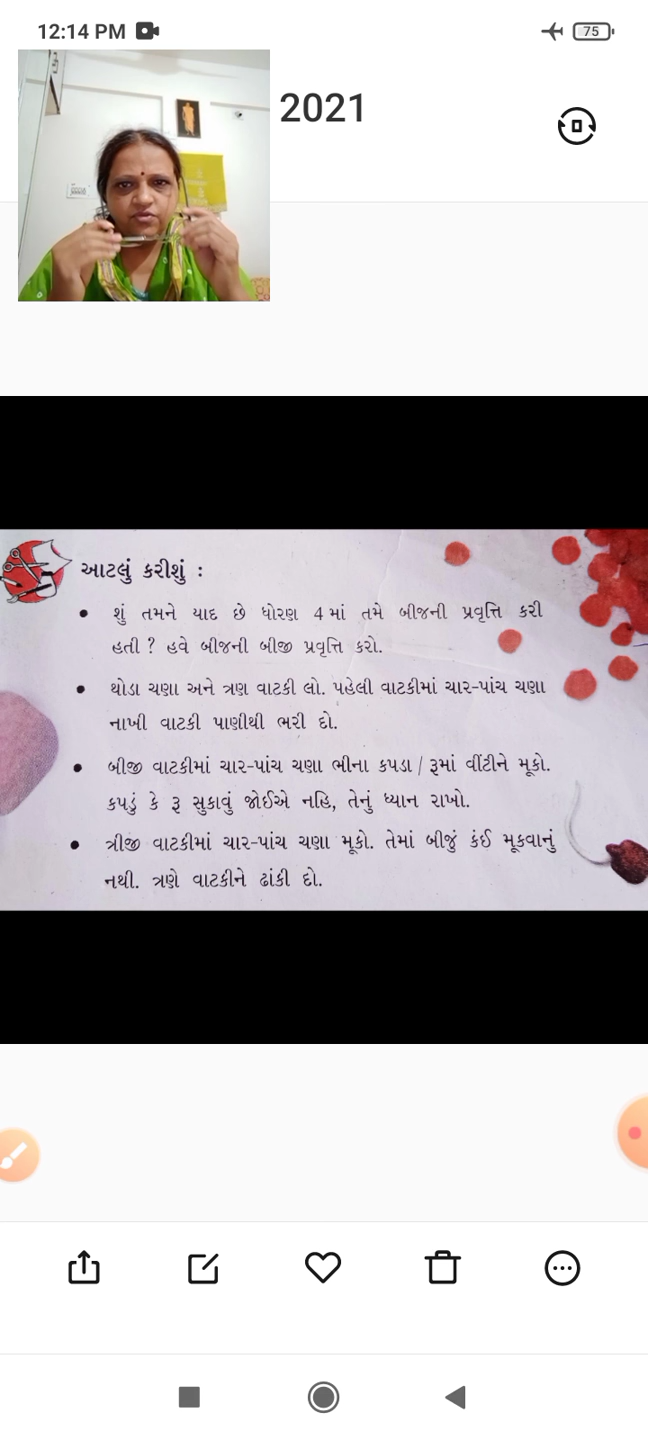 12:14 PM
75
2021
આટલું કરીશું :
• શું તમને યાદ છે ધોરણ 4 માં તમે બીજની પ્રવૃત્તિ કરી
હતી ? હવે બીજની બીજી પ્રવૃત્તિ કરો.
• થોડા ચણા અને ત્રણ વાટકી લો. પહેલી વાટકીમાં ચાર-પાંચ ચણા
નાખી વાટકી પાણીથી ભરી દો.
• બીજી વાટકીમાં ચાર-પાંચ ચણા ભીના કપડા / રૂમાં વીંટીને મૂકો.
કપડું કે રૂ સુકાવું જોઈએ નહિ, તેનું ધ્યાન રાખો.
• ત્રીજી વાટકીમાં ચાર-પાંચ ચણા મૂકો. તેમાં બીજું કંઈ મૂકવાનું
નથી. ત્રણે વાટકીને ઢાંકી દો.